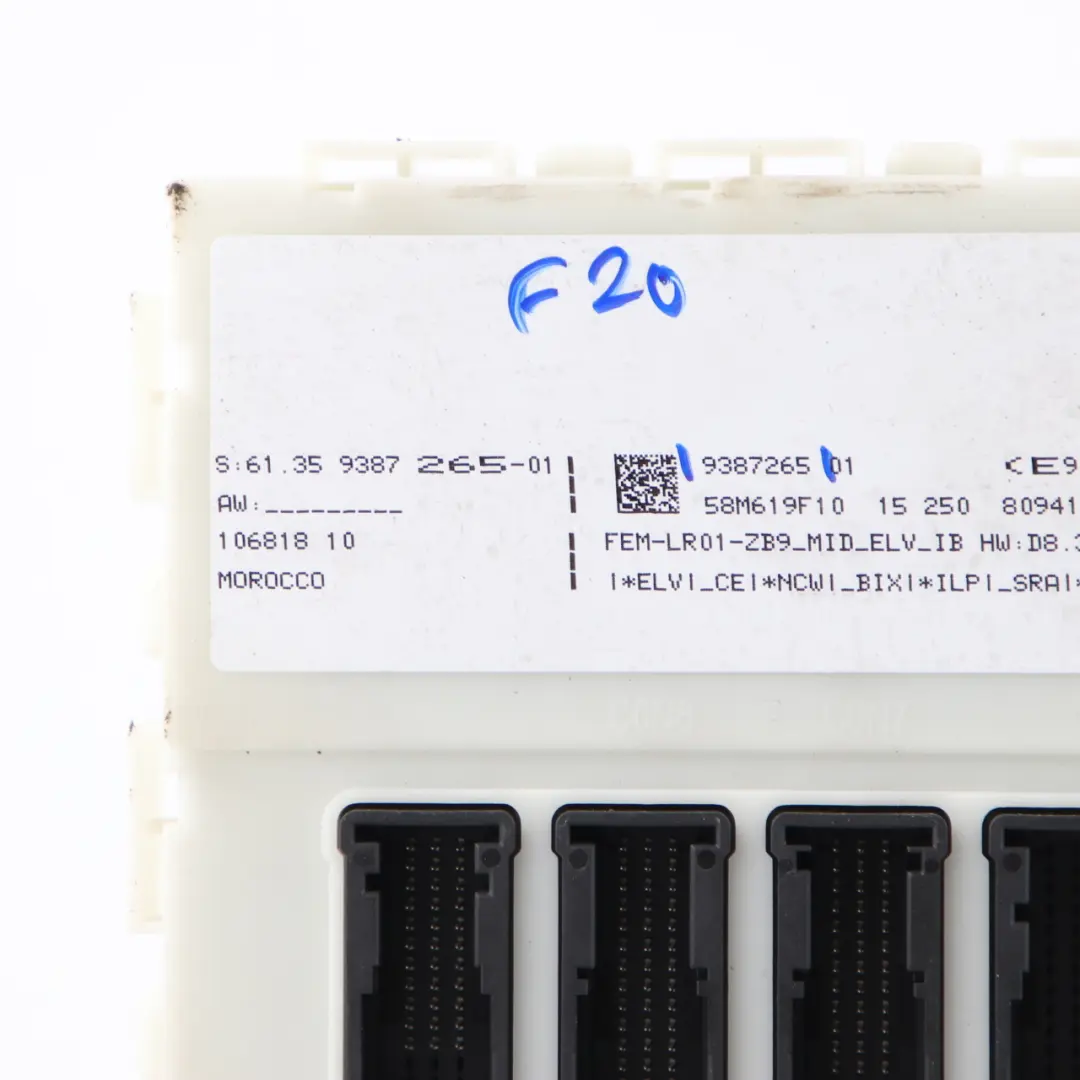 F20
S:61.35 9387 265-01
AW:_________
106818 10
MOROCCO
9387265 01
58M619F10 15 250 80941
FEM-LR01-ZB9_MID_ELV_IB HW:D8.3
|*ELV|_CE|*NCW|_BIX|*ILP|_SRA|*